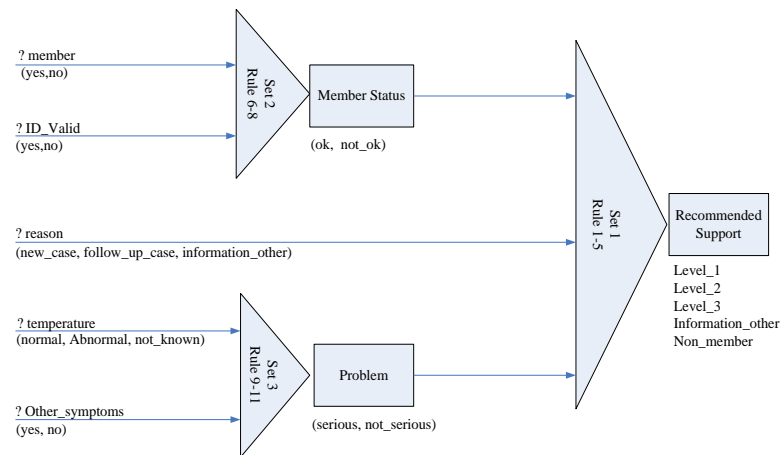 ? member
(yes,no)
? ID_Valid
(yes,no)
Set 2
Rule 6-8
Member Status
(ok, not_ok)
? reason
(new_case, follow_up_case, information_other)
? temperature
(normal, Abnormal, not_known)
? Other_symptoms
(yes, no)
Set 3
Rule 9-11
Problem
(serious, not_serious)
Set 1
Rule 1-5
Recommended
Support
Level_1
Level_2
Level_3
Information_other
Non_member